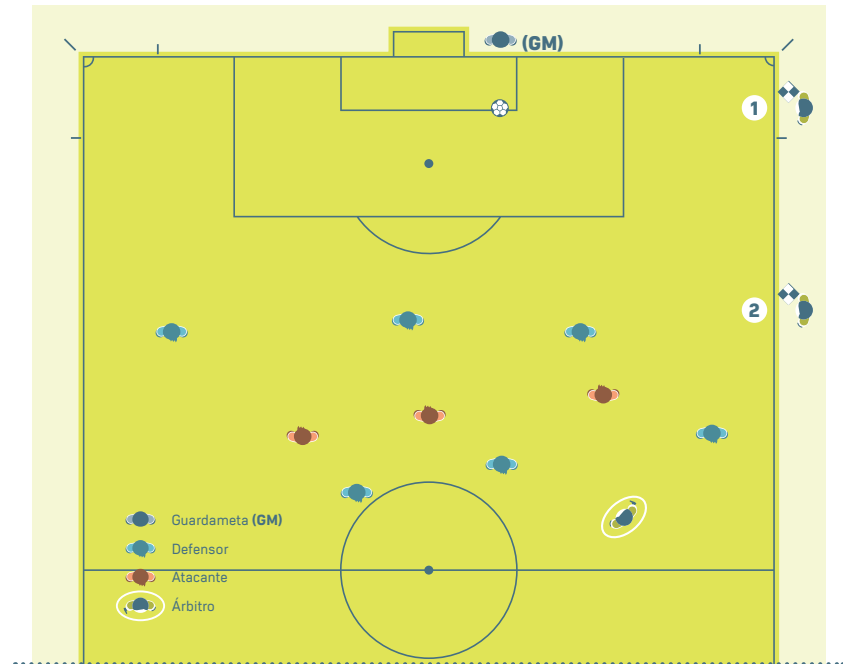 (GM)
1
2
Guardameta (GM)
Defensor
Atacante
Árbitro